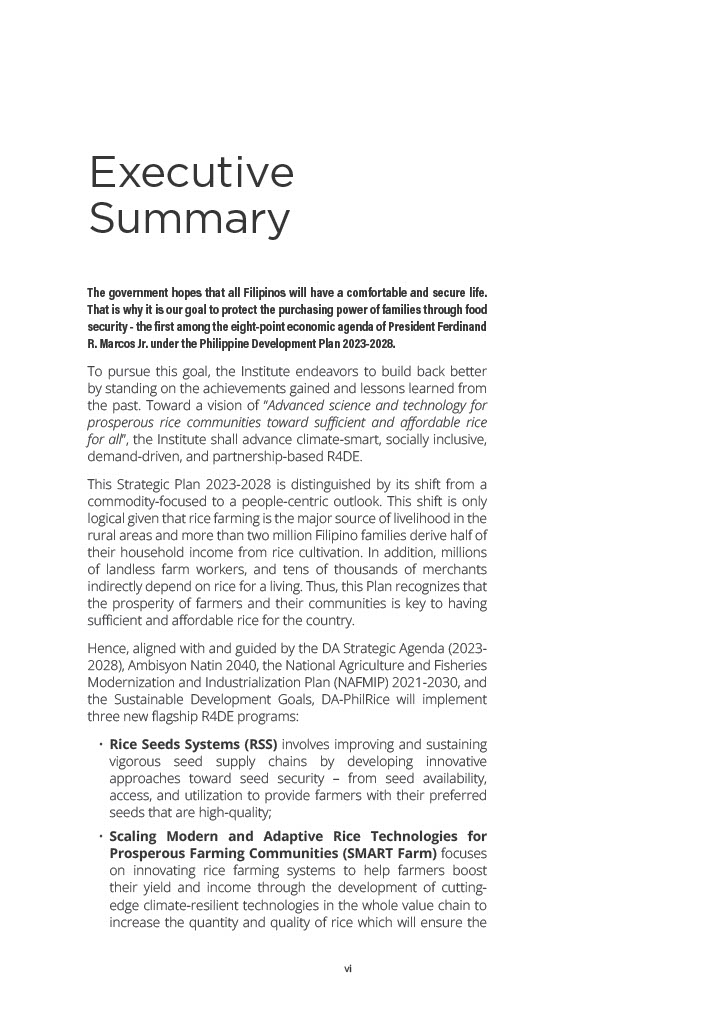 Executive
Summary
The government hopes that all Filipinos will have a comfortable and secure life.
That is why it is our goal to protect the purchasing power of families through food
security - the first among the eight-point economic agenda of President Ferdinand
R. Marcos Jr. under the Philippine Development Plan 2023-2028.
To pursue this goal, the Institute endeavors to build back better
by standing on the achievements gained and lessons learned from
the past. Toward a vision of “Advanced science and technology for
prosperous rice communities toward sufficient and affordable rice
for all”, the Institute shall advance climate-smart, socially inclusive,
demand-driven, and partnership-based R4DE.
This Strategic Plan 2023-2028 is distinguished by its shift from a
commodity-focused to a people-centric outlook. This shift is only
logical given that rice farming is the major source of livelihood in the
rural areas and more than two million Filipino families derive half of
their household income from rice cultivation. In addition, millions
of landless farm workers, and tens of thousands of merchants
indirectly depend on rice for a living. Thus, this Plan recognizes that
the prosperity of farmers and their communities is key to having
sufficient and affordable rice for the country.
Hence, aligned with and guided by the DA Strategic Agenda (2023-
2028), Ambisyon Natin 2040, the National Agriculture and Fisheries
Modernization and Industrialization Plan (NAFMIP) 2021-2030, and
the Sustainable Development Goals, DA-PhilRice will implement
three new flagship R4DE programs:
· Rice Seeds Systems (RSS) involves improving and sustaining
vigorous seed supply chains by developing innovative
approaches toward seed security – from seed availability,
access, and utilization to provide farmers with their preferred
seeds that are high-quality;
· Scaling Modern and Adaptive Rice Technologies for
Prosperous Farming Communities (SMART Farm) focuses
on innovating rice farming systems to help farmers boost
their yield and income through the development of cutting-
edge climate-resilient technologies in the whole value chain to
increase the quantity and quality of rice which will ensure the
vi